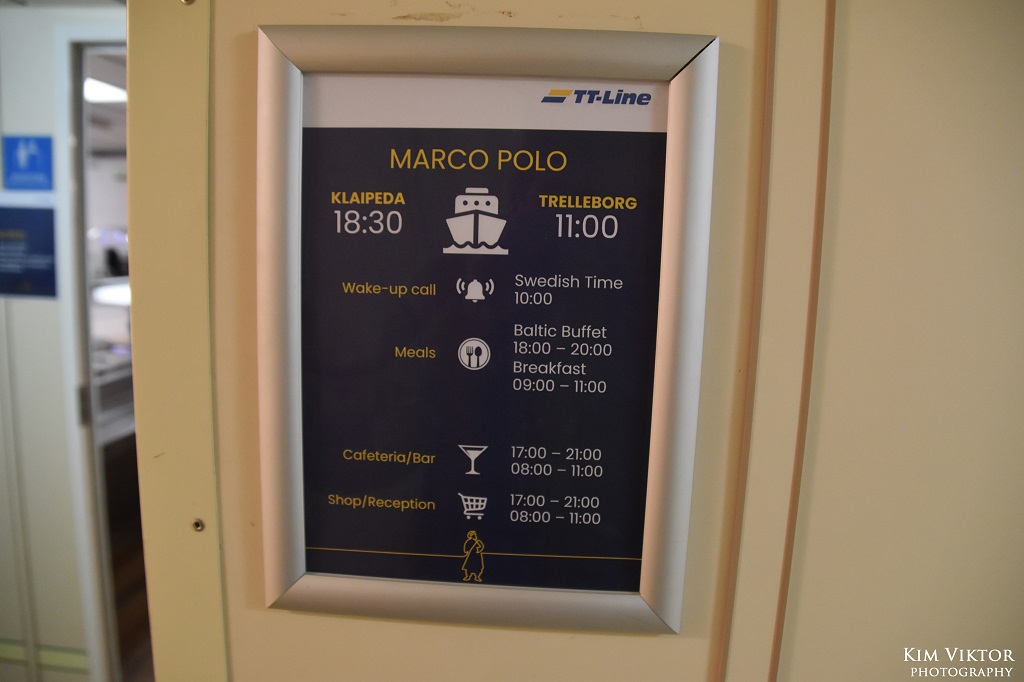 TT-Line
MARCO POLO
KLAIPEDA
18:30
TRELLEBORG
11:00
Wake-up call
Swedish Time
10:00
Meals
Baltic Buffet
18:00 – 20:00
Breakfast
09:00 – 11:00
Cafeteria/Bar
17:00 – 21:00
08:00 – 11:00
Shop/Reception
17:00 – 21:00
08:00 – 11:00
KIM VIKTOR
PHOTOGRAPHY